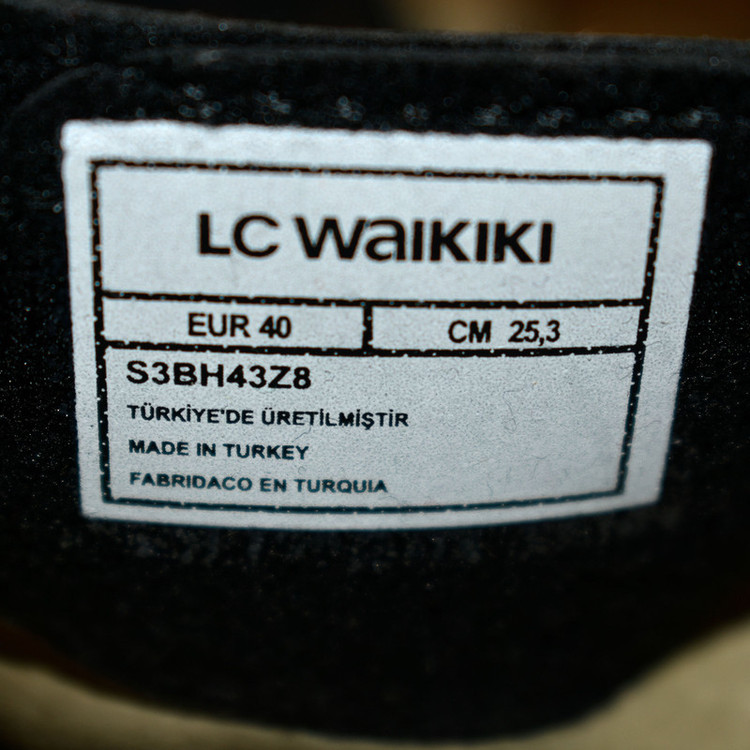 LC WAIKIKI
EUR 40 CM 25,3
S3BH43Z8
TÜRKİYE'DE ÜRETİLMİŞTİR
MADE IN TURKEY
FABRIDACO EN TURQUIA